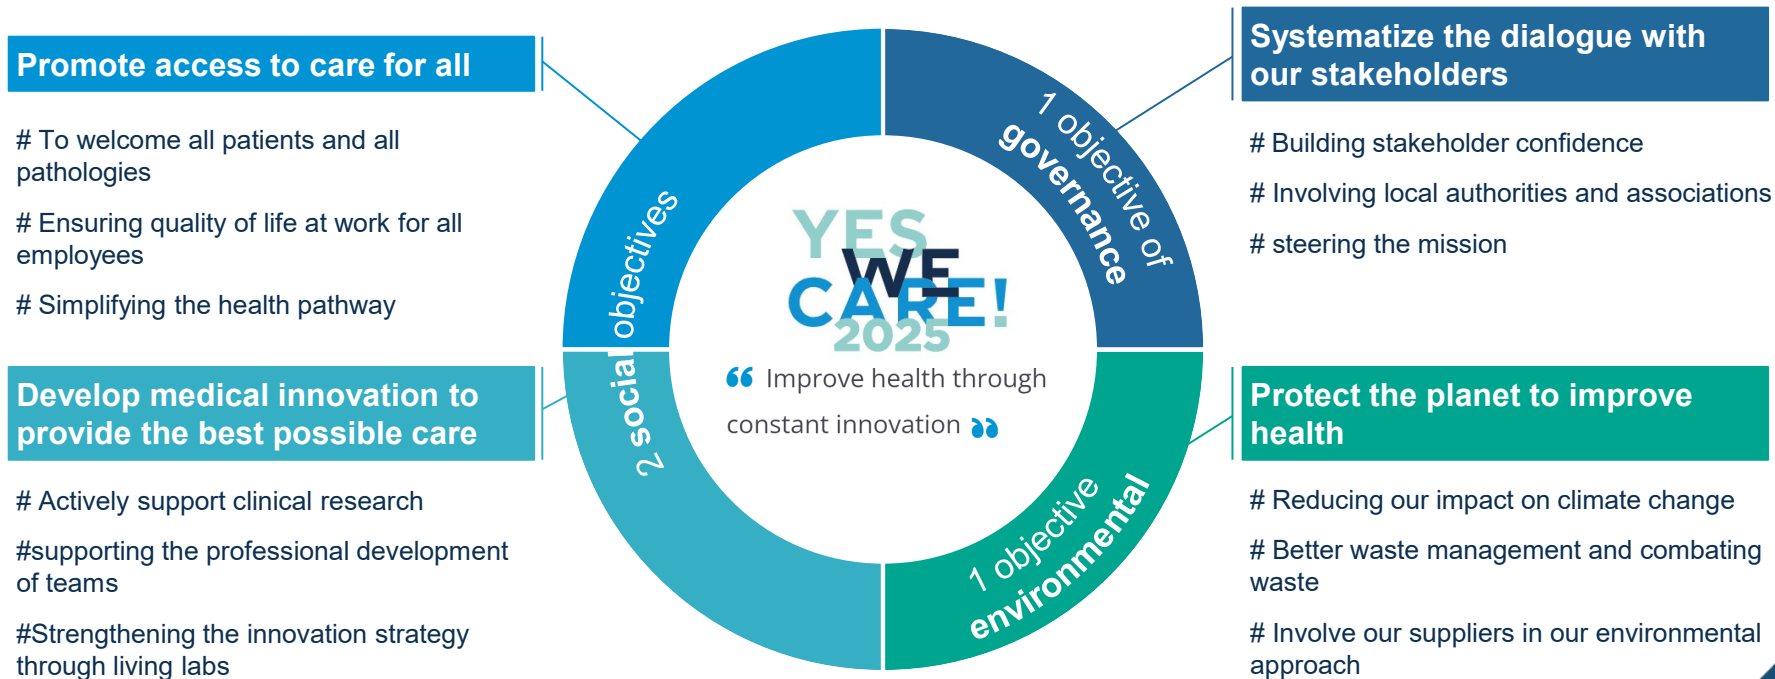 Promote access to care for all
# To welcome all patients and all
pathologies
# Ensuring quality of life at work for all
employees
# Simplifying the health pathway
Develop medical innovation to
provide the best possible care
# Actively support clinical research
#supporting the professional development
of teams
#Strengthening the innovation strategy
through living labs
2 social objectives
1 objective of
governance
YES
WE
CARE!
2025
“ Improve health through
constant innovation ”
1 objective
environmental
Systematize the dialogue with
our stakeholders
# Building stakeholder confidence
# Involving local authorities and associations
# steering the mission
Protect the planet to improve
health
# Reducing our impact on climate change
# Better waste management and combating
waste
# Involve our suppliers in our environmental
approach